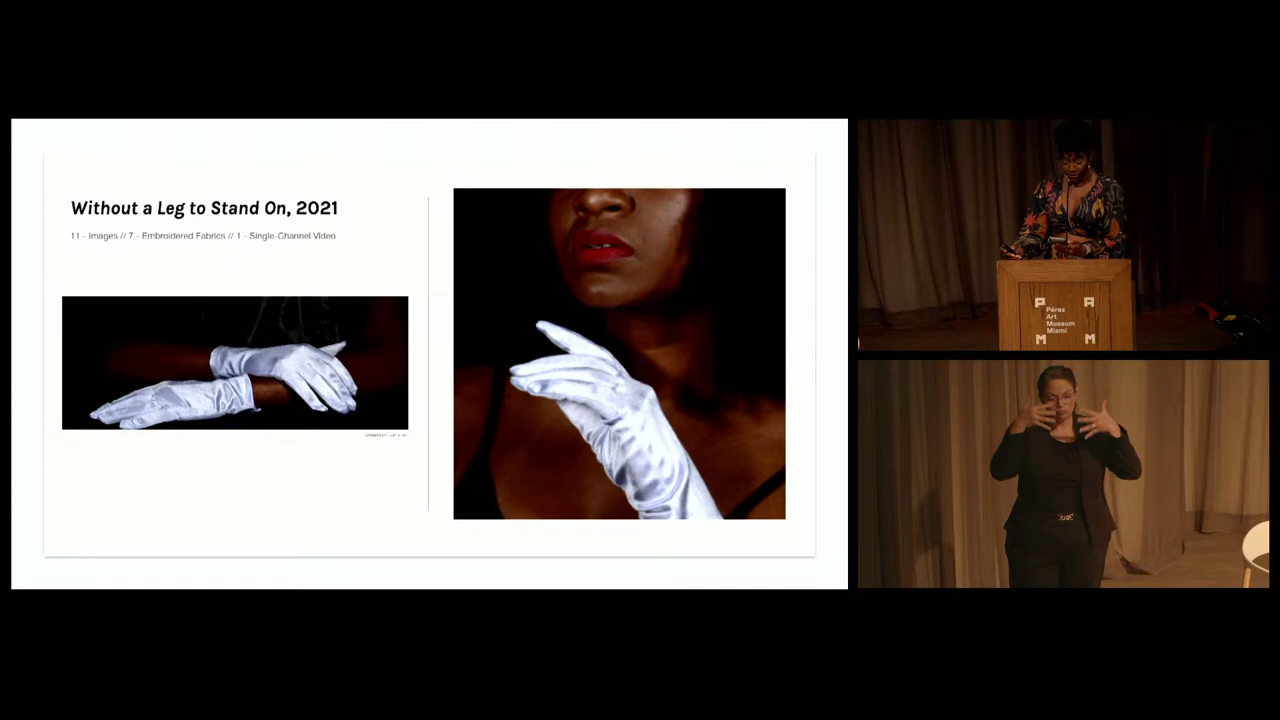 Without a Leg to Stand On, 2021
11 - Images // 7 - Embroidered Fabrics // 1 - Single-Channel Video
P A
Pérez
Art
Museum
Miami
M M